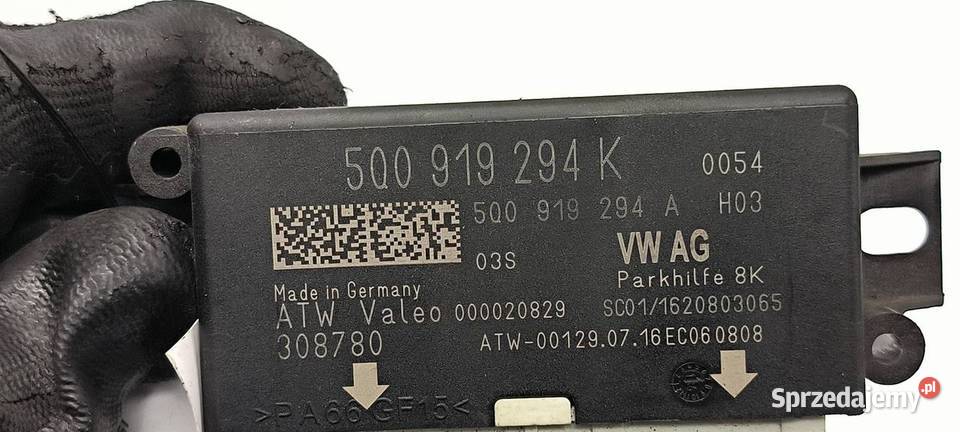 5Q0 919 294 K 0054
5Q0 919 294 A H03
03S VW AG
Parkhilfe 8K
Made in Germany
ATW Valeo 000020829 SC01/1620803065
308780 ATW-00129.07.16EC060808
>PA66 GF15<
Sprzedajemy.pl